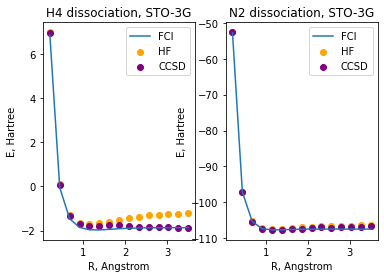 H4 dissociation, STO-3G
FCI
HF
CCSD
6
4
2
0
−2
E, Hartree
1
2
3
R, Angstrom
N2 dissociation, STO-3G
FCI
HF
CCSD
−50
−60
−70
−80
−90
−100
−110
E, Hartree
1
2
3
R, Angstrom